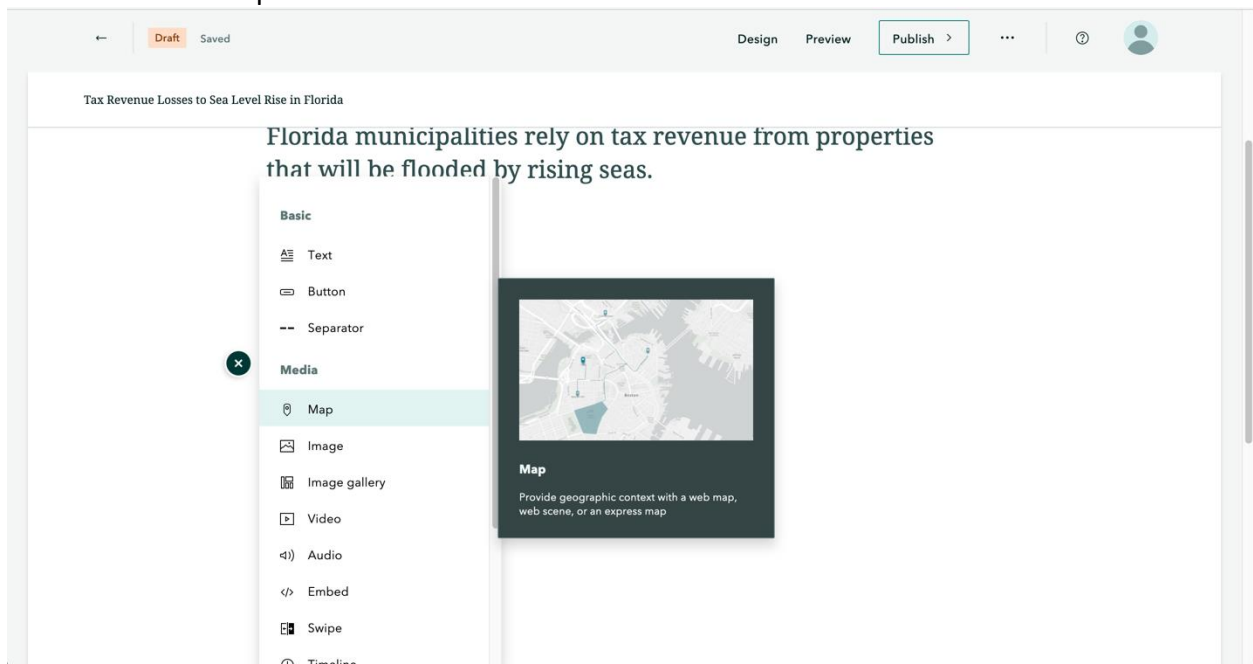 Draft Saved Design Preview Publish > ...
Tax Revenue Losses to Sea Level Rise in Florida
Florida municipalities rely on tax revenue from properties
that will be flooded by rising seas.
Basic
Text
Button
Separator
Media
Map
Image
Image gallery
Video
Audio
Embed
Swipe
Timeline
Boston
Map
Provide geographic context with a web map,
web scene, or an express map